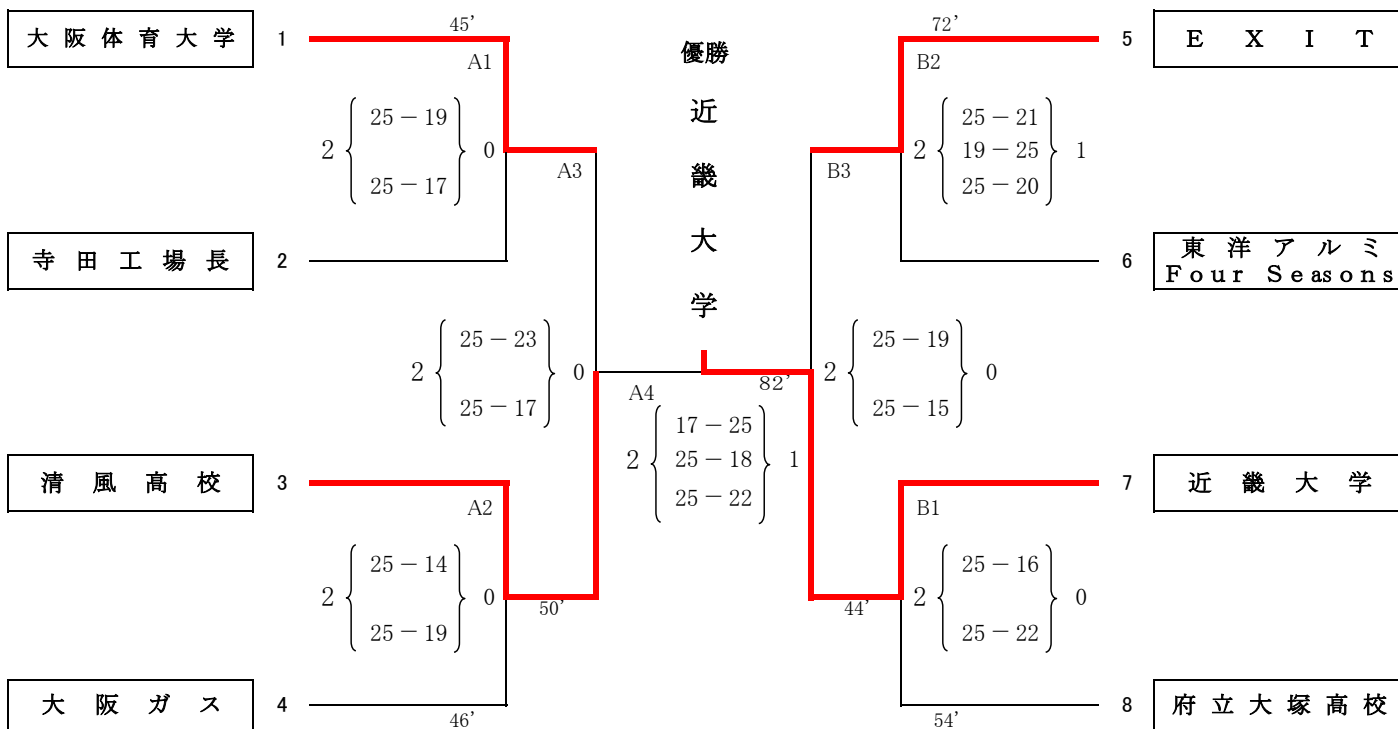 大阪体育大学 1 45’ 優勝 72’ 5 EXIT
A1 B2
近
2 25－19 0 2 25－21 1
19－25
25－17 25－20
A3 畿 B3
大
寺田工場長 2 6 東洋アルミ
Four Seasons
学
2 25－23 0 2 25－19 0
25－17 25－15
A4 82’
17－25
2 25－18 1
25－22
清風高校 3 7 近畿大学
A2 B1
2 25－14 0 2 25－16 0
25－19 25－22
50’ 44’
大阪ガス 4 46’ 54’ 8 府立大塚高校